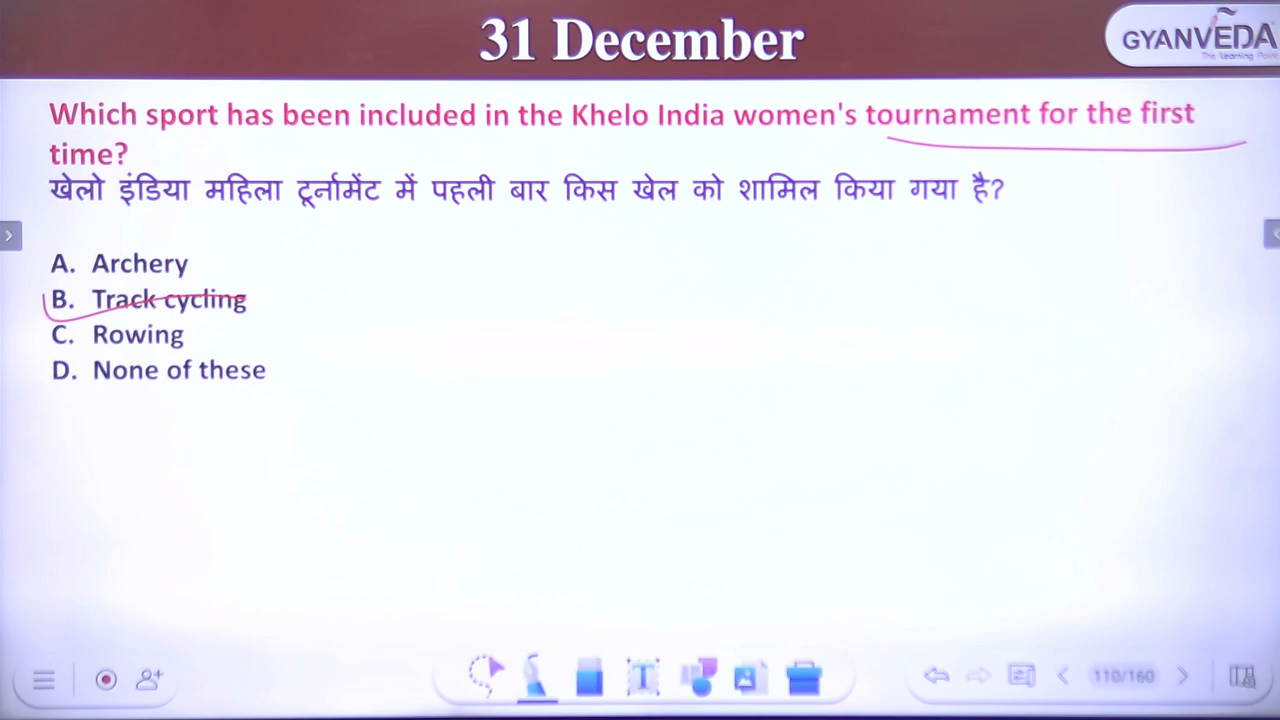 31 December
GYANVEDA
The Learning Point
Which sport has been included in the Khelo India women's tournament for the first
time?
खेलो इंडिया महिला टूर्नामेंट में पहली बार किस खेल को शामिल किया गया है?
A. Archery
B. Track cycling
C. Rowing
D. None of these
110/160